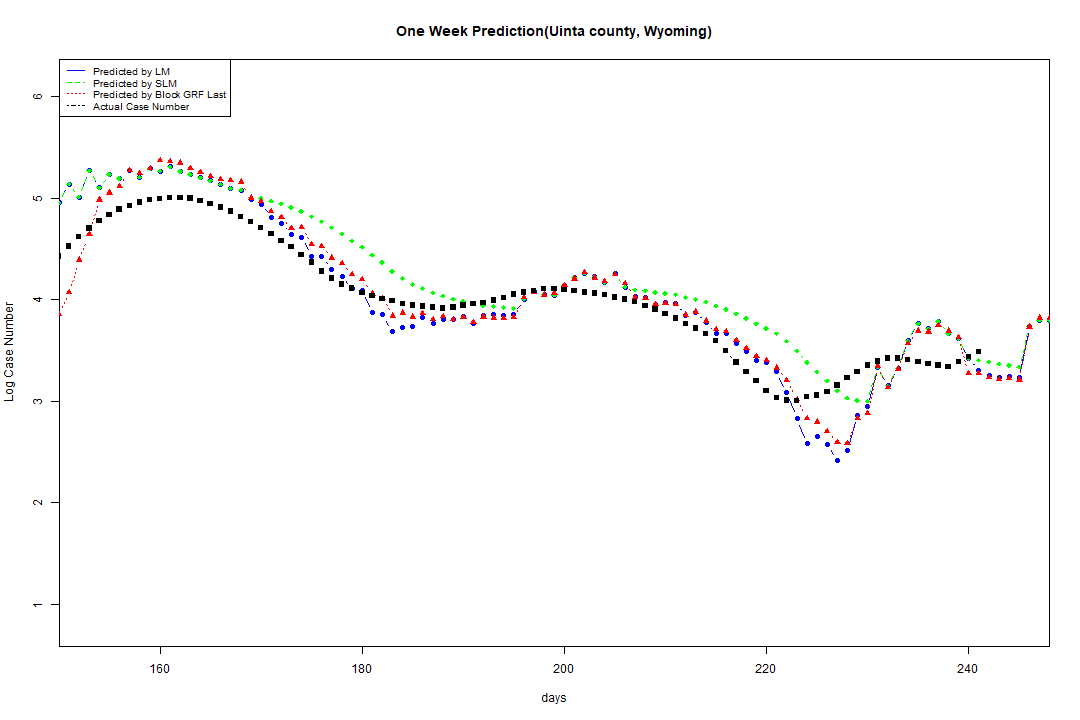 One Week Prediction(Uinta county, Wyoming)
Predicted by LM
Predicted by SLM
Predicted by Block GRF Last
Actual Case Number
6
5
4
3
2
1
Log Case Number
160 180 200 220 240
days